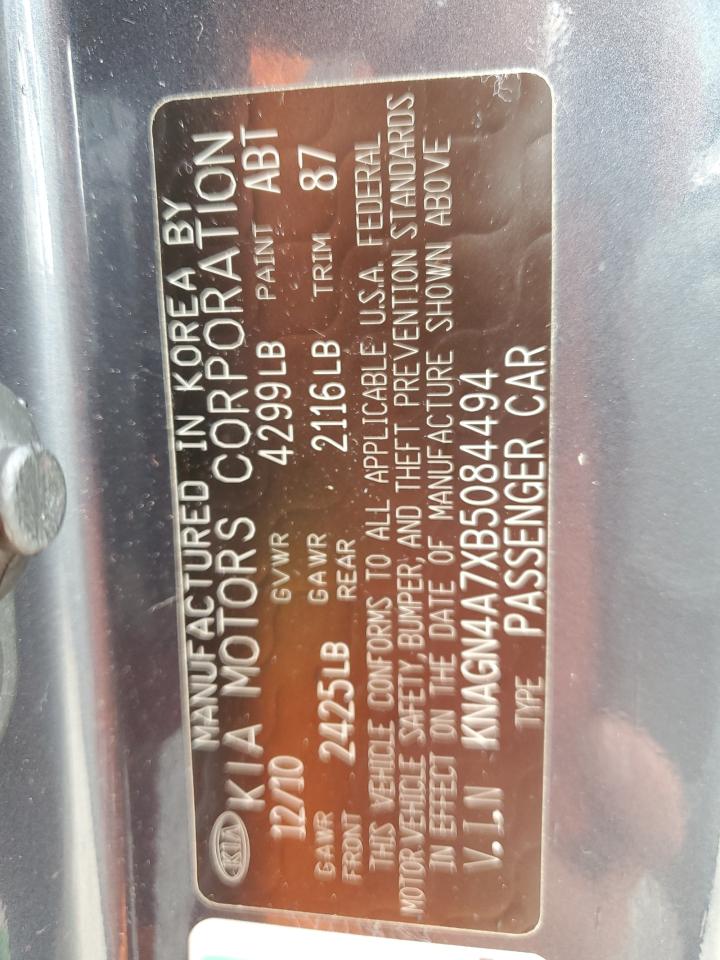 MANUFACTURED IN KOREA BY
KIA KIA MOTORS CORPORATION
12/10 GVWR 4299LB PAINT ABT
GAWR FRONT 2425LB GAWR REAR 2116LB TRIM 87
THIS VEHICLE CONFORMS TO ALL APPLICABLE U.S.A. FEDERAL
MOTOR VEHICLE SAFETY, BUMPER, AND THEFT PREVENTION STANDARDS
IN EFFECT ON THE DATE OF MANUFACTURE SHOWN ABOVE
V.I.N KNAGN4A7XB5084494
TYPE PASSENGER CAR